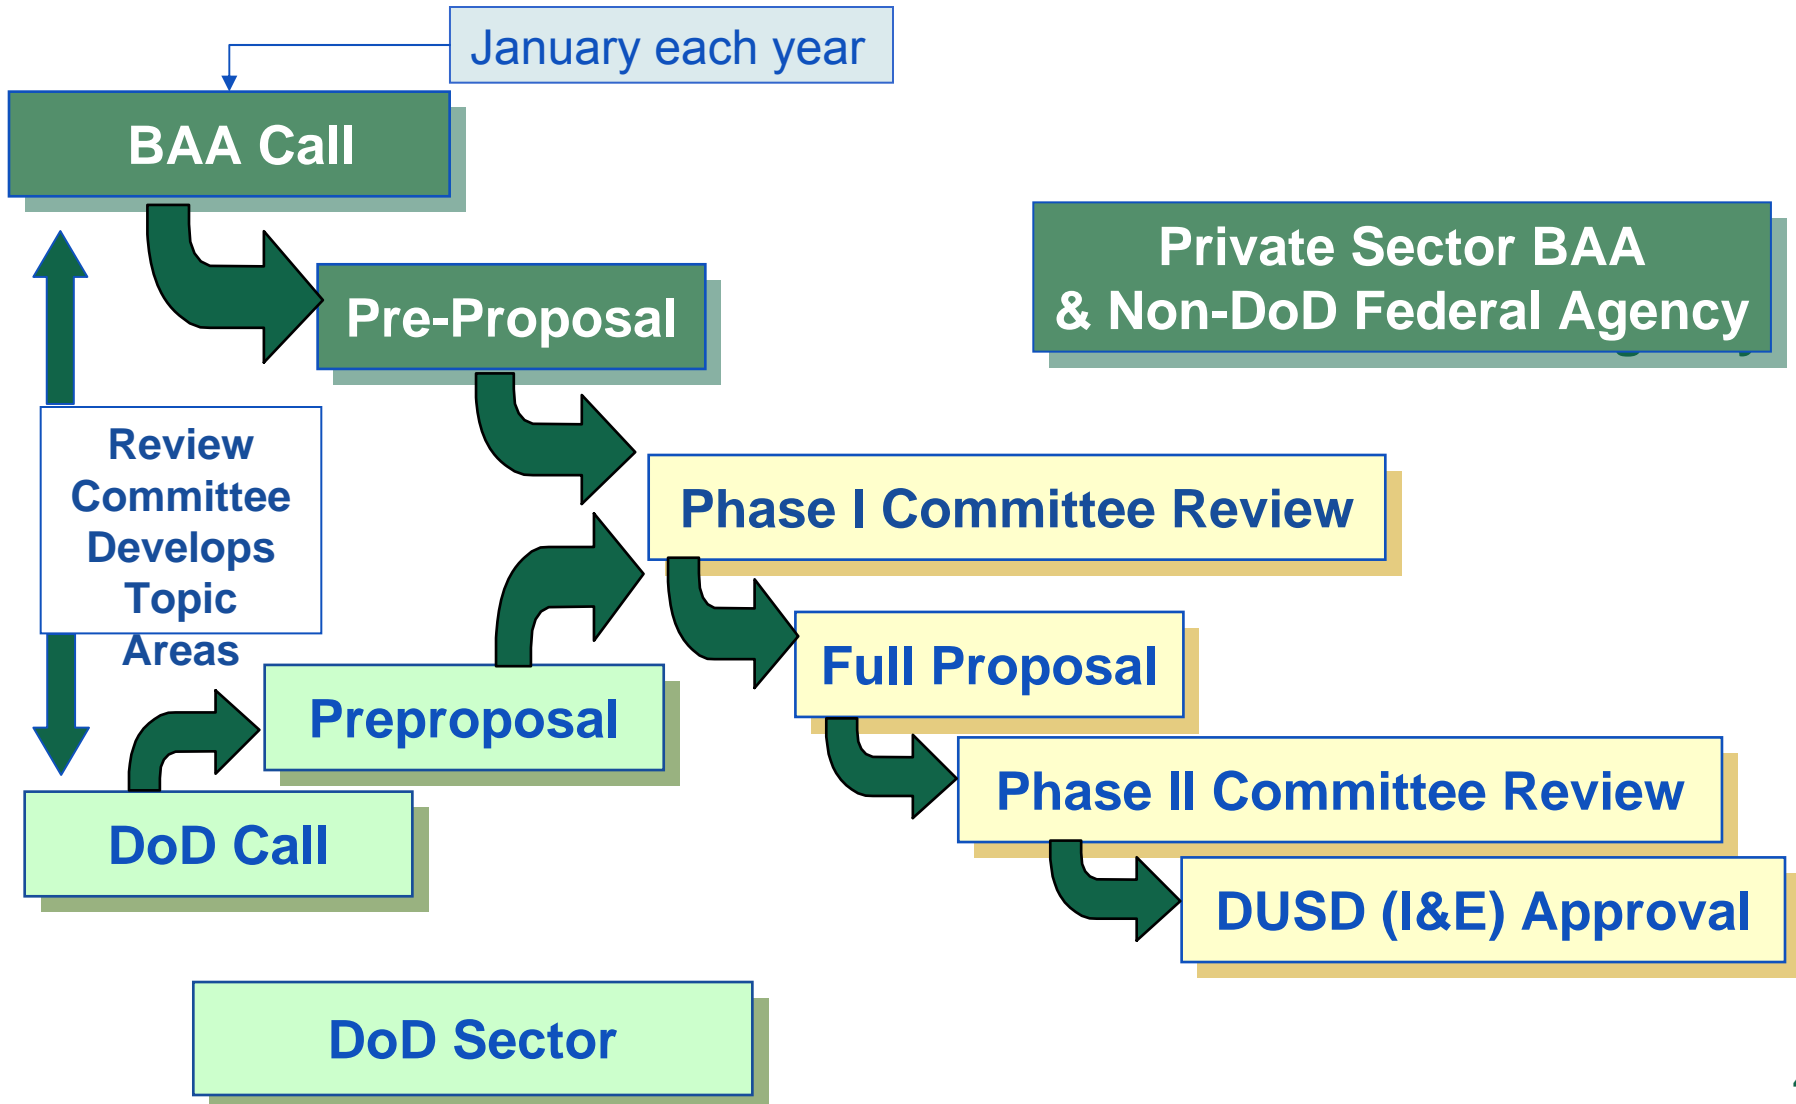 January each year
BAA Call
Private Sector BAA
& Non-DoD Federal Agency
Pre-Proposal
Review
Committee
Develops
Topic
Areas
Phase I Committee Review
Full Proposal
Preproposal
Phase II Committee Review
DoD Call
DUSD (I&E) Approval
DoD Sector